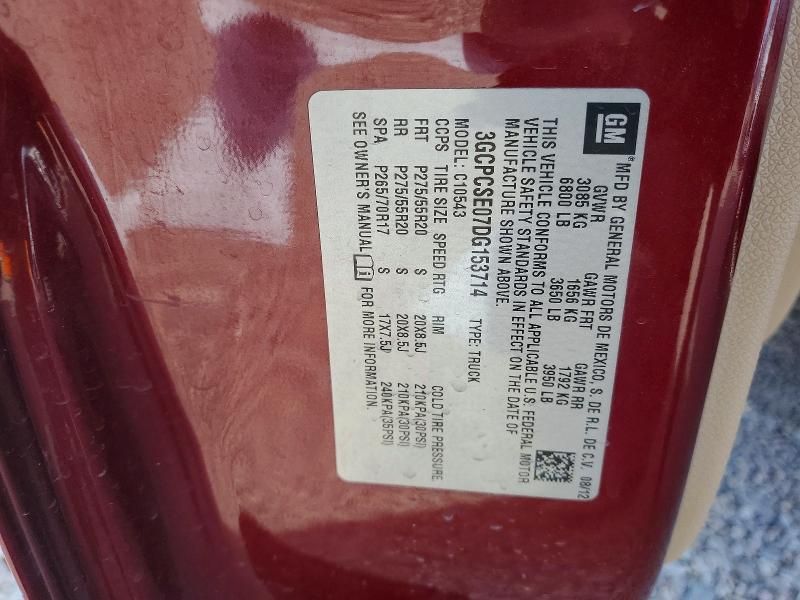 GM ® MFD BY GENERAL MOTORS DE MEXICO, S. DE R.L. DE C.V. 08/12
GVWR GAWR FRT GAWR RR
3085 KG 1656 KG 1792 KG
6800 LB 3650 LB 3950 LB
THIS VEHICLE CONFORMS TO ALL APPLICABLE U.S. FEDERAL MOTOR
VEHICLE SAFETY STANDARDS IN EFFECT ON THE DATE OF
MANUFACTURE SHOWN ABOVE.
3GCPCSE07DG153714 TYPE: TRUCK
MODEL: C10543
CCPS TIRE SIZE SPEED RTG RIM COLD TIRE PRESSURE
FRT P275/55R20 S 20X8.5J 210KPA(30PSI)
RR P275/55R20 S 20X8.5J 210KPA(30PSI)
SPA P265/70R17 S 17X7.5J 240KPA(35PSI)
SEE OWNER'S MANUAL FOR MORE INFORMATION.